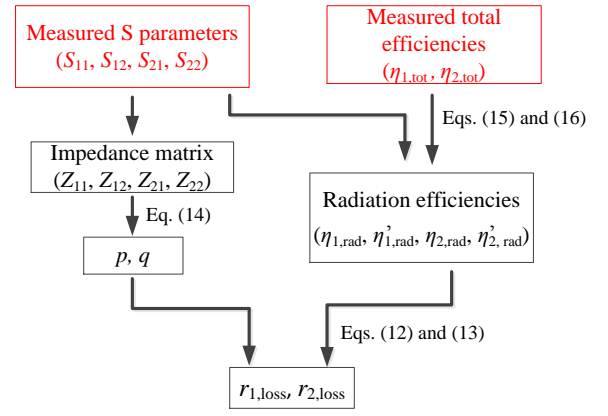 Measured S parameters
(S11, S12, S21, S22)
Measured total
efficiencies
(η1,tot, η2,tot)
Eqs. (15) and (16)
Impedance matrix
(Z11, Z12, Z21, Z22)
Radiation efficiencies
(η1,rad, η'1,rad, η2,rad, η'2, rad)
Eq. (14)
p, q
Eqs. (12) and (13)
r1,loss, r2,loss